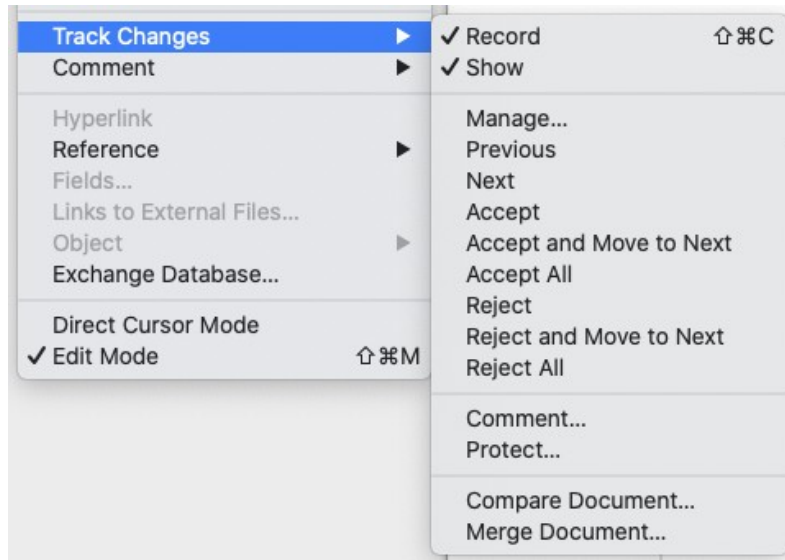 Track Changes ▶
Comment ▶
Hyperlink
Reference ▶
Fields...
Links to External Files...
Object ▶
Exchange Database...
Direct Cursor Mode
✓ Edit Mode ⇧⌘M
✓ Record ⇧⌘C
✓ Show
Manage...
Previous
Next
Accept
Accept and Move to Next
Accept All
Reject
Reject and Move to Next
Reject All
Comment...
Protect...
Compare Document...
Merge Document...